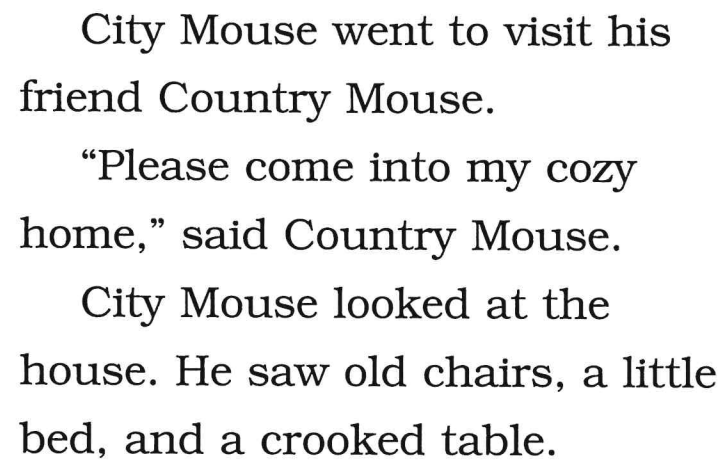 City Mouse went to visit his
friend Country Mouse.
“Please come into my cozy
home,” said Country Mouse.
City Mouse looked at the
house. He saw old chairs, a little
bed, and a crooked table.